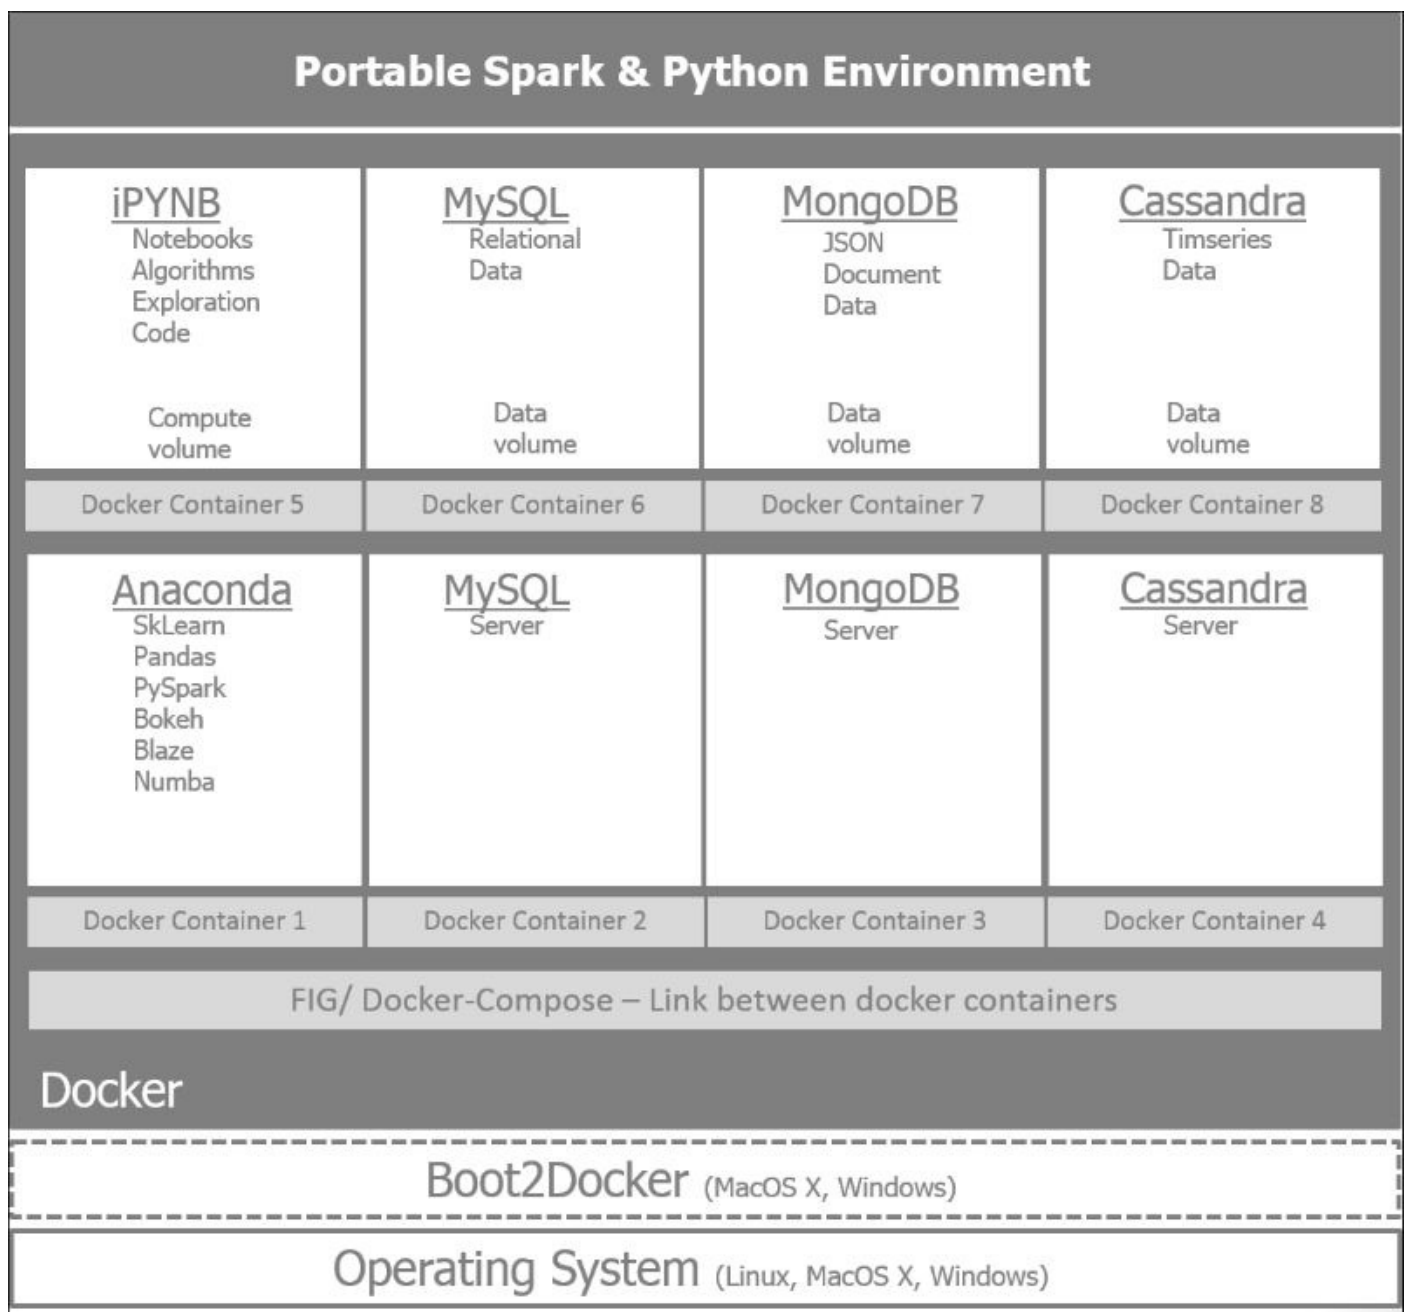 Portable Spark & Python Environment
iPYNB
Notebooks
Algorithms
Exploration
Code
Compute
volume
MySQL
Relational
Data
Data
volume
MongoDB
JSON
Document
Data
Data
volume
Cassandra
Timseries
Data
Data
volume
Docker Container 5
Docker Container 6
Docker Container 7
Docker Container 8
Anaconda
SkLearn
Pandas
PySpark
Bokeh
Blaze
Numba
MySQL
Server
MongoDB
Server
Cassandra
Server
Docker Container 1
Docker Container 2
Docker Container 3
Docker Container 4
FIG/ Docker-Compose – Link between docker containers
Docker
Boot2Docker (MacOS X, Windows)
Operating System (Linux, MacOS X, Windows)